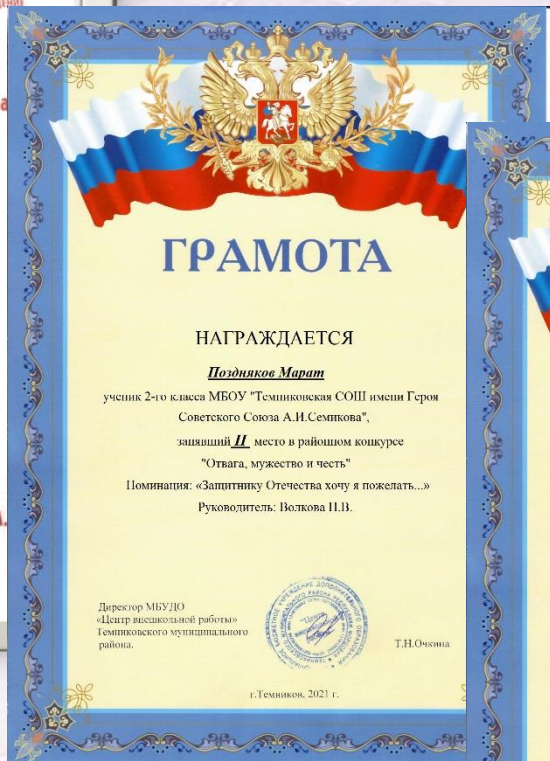 ГРАМОТА
НАГРАЖДАЕТСЯ
Поздняков Марат
ученик 2-го класса МБОУ "Темниковская СОШ имени Героя
Советского Союза А.И.Семикова",
занявший II место в районном конкурсе
"Отвага, мужество и честь"
Номинация: «Защитнику Отечества хочу я пожелать...»
Руководитель: Волкова Н.В.
Директор МБУДО
«Центр внешкольной работы»
Темниковского муниципального
района.
Т.Н.Очкина
г.Темников, 2021 г.